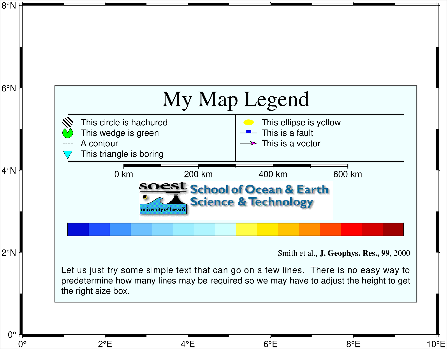 8°N
6°N
4°N
2°N
0°
0° 2°E 4°E 6°E 8°E 10°E
My Map Legend
This circle is hachured
This wedge is green
A contour
This triangle is boring
This ellipse is yellow
This is a fault
This is a vector
0 km 200 km 400 km 600 km
soest School of Ocean & Earth
Science & Technology
university of hawai'i
Smith et al., J. Geophys. Res., 99, 2000
Let us just try some simple text that can go on a few lines. There is no easy way to
predetermine how many lines may be required so we may have to adjust the height to get
the right size box.